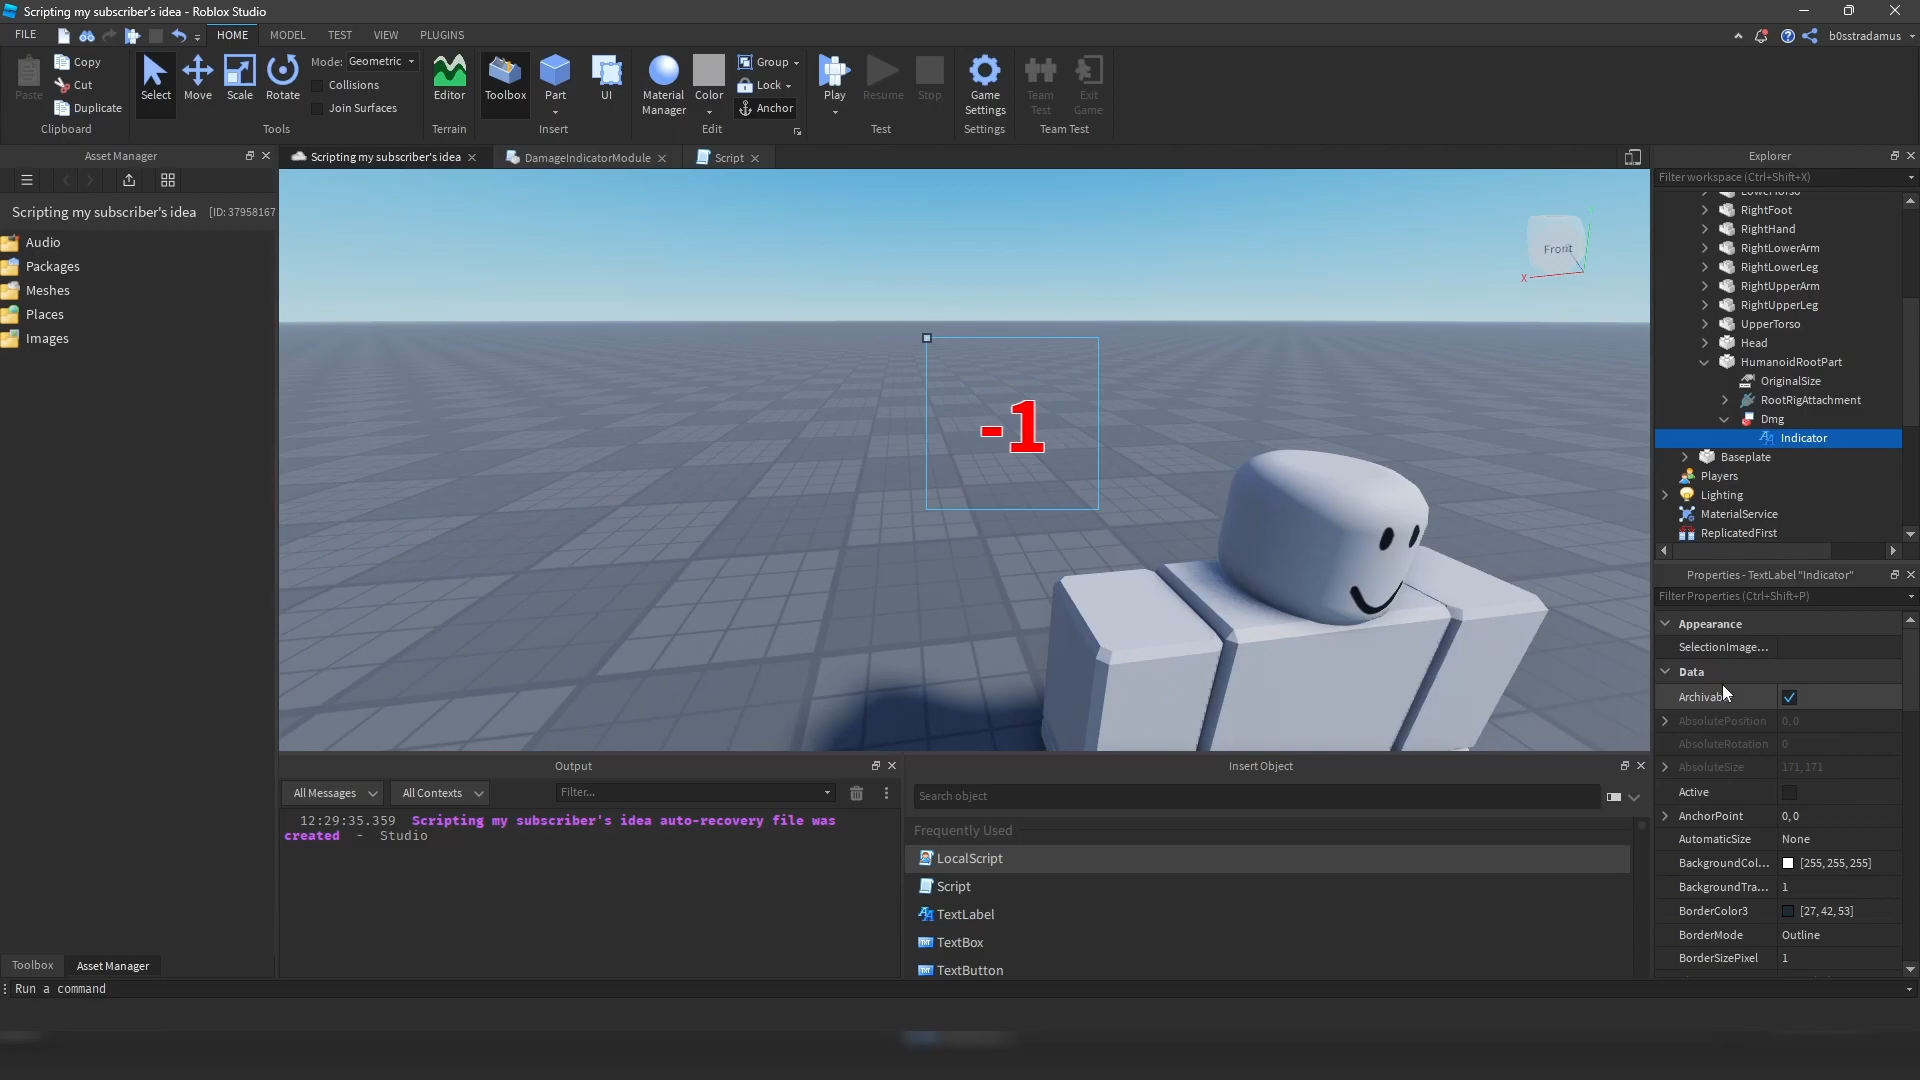 Scripting my subscriber's idea - Roblox Studio
FILE HOME MODEL TEST VIEW PLUGINS b0sstradamus
Paste Copy Cut Duplicate Clipboard
Select Move Scale Rotate Mode: Geometric Collisions Join Surfaces Tools
Editor Terrain
Toolbox Part UI Insert
Material Manager Color Group Lock Anchor Edit
Play Resume Stop Test
Game Settings Settings
Team Test Exit Game Team Test
Asset Manager
Scripting my subscriber's idea [ID: 37958167
Audio
Packages
Meshes
Places
Images
Toolbox Asset Manager
Scripting my subscriber's idea DamageIndicatorModule Script
Front
X
-1
Output
All Messages All Contexts Filter...
12:29:35.359 Scripting my subscriber's idea auto-recovery file was
created - Studio
Insert Object
Search object
Frequently Used
LocalScript
Script
TextLabel
TextBox
TextButton
Explorer
Filter workspace (Ctrl+Shift+X)
LowerTorso
RightFoot
RightHand
RightLowerArm
RightLowerLeg
RightUpperArm
RightUpperLeg
UpperTorso
Head
HumanoidRootPart
OriginalSize
RootRigAttachment
Dmg
Indicator
Baseplate
Players
Lighting
MaterialService
ReplicatedFirst
Properties - TextLabel "Indicator"
Filter Properties (Ctrl+Shift+P)
Appearance
SelectionImage...
Data
Archivab
AbsolutePosition 0, 0
AbsoluteRotation 0
AbsoluteSize 171, 171
Active
AnchorPoint 0, 0
AutomaticSize None
BackgroundCol... [255, 255, 255]
BackgroundTra... 1
BorderColor3 [27, 42, 53]
BorderMode Outline
BorderSizePixel 1
Run a command